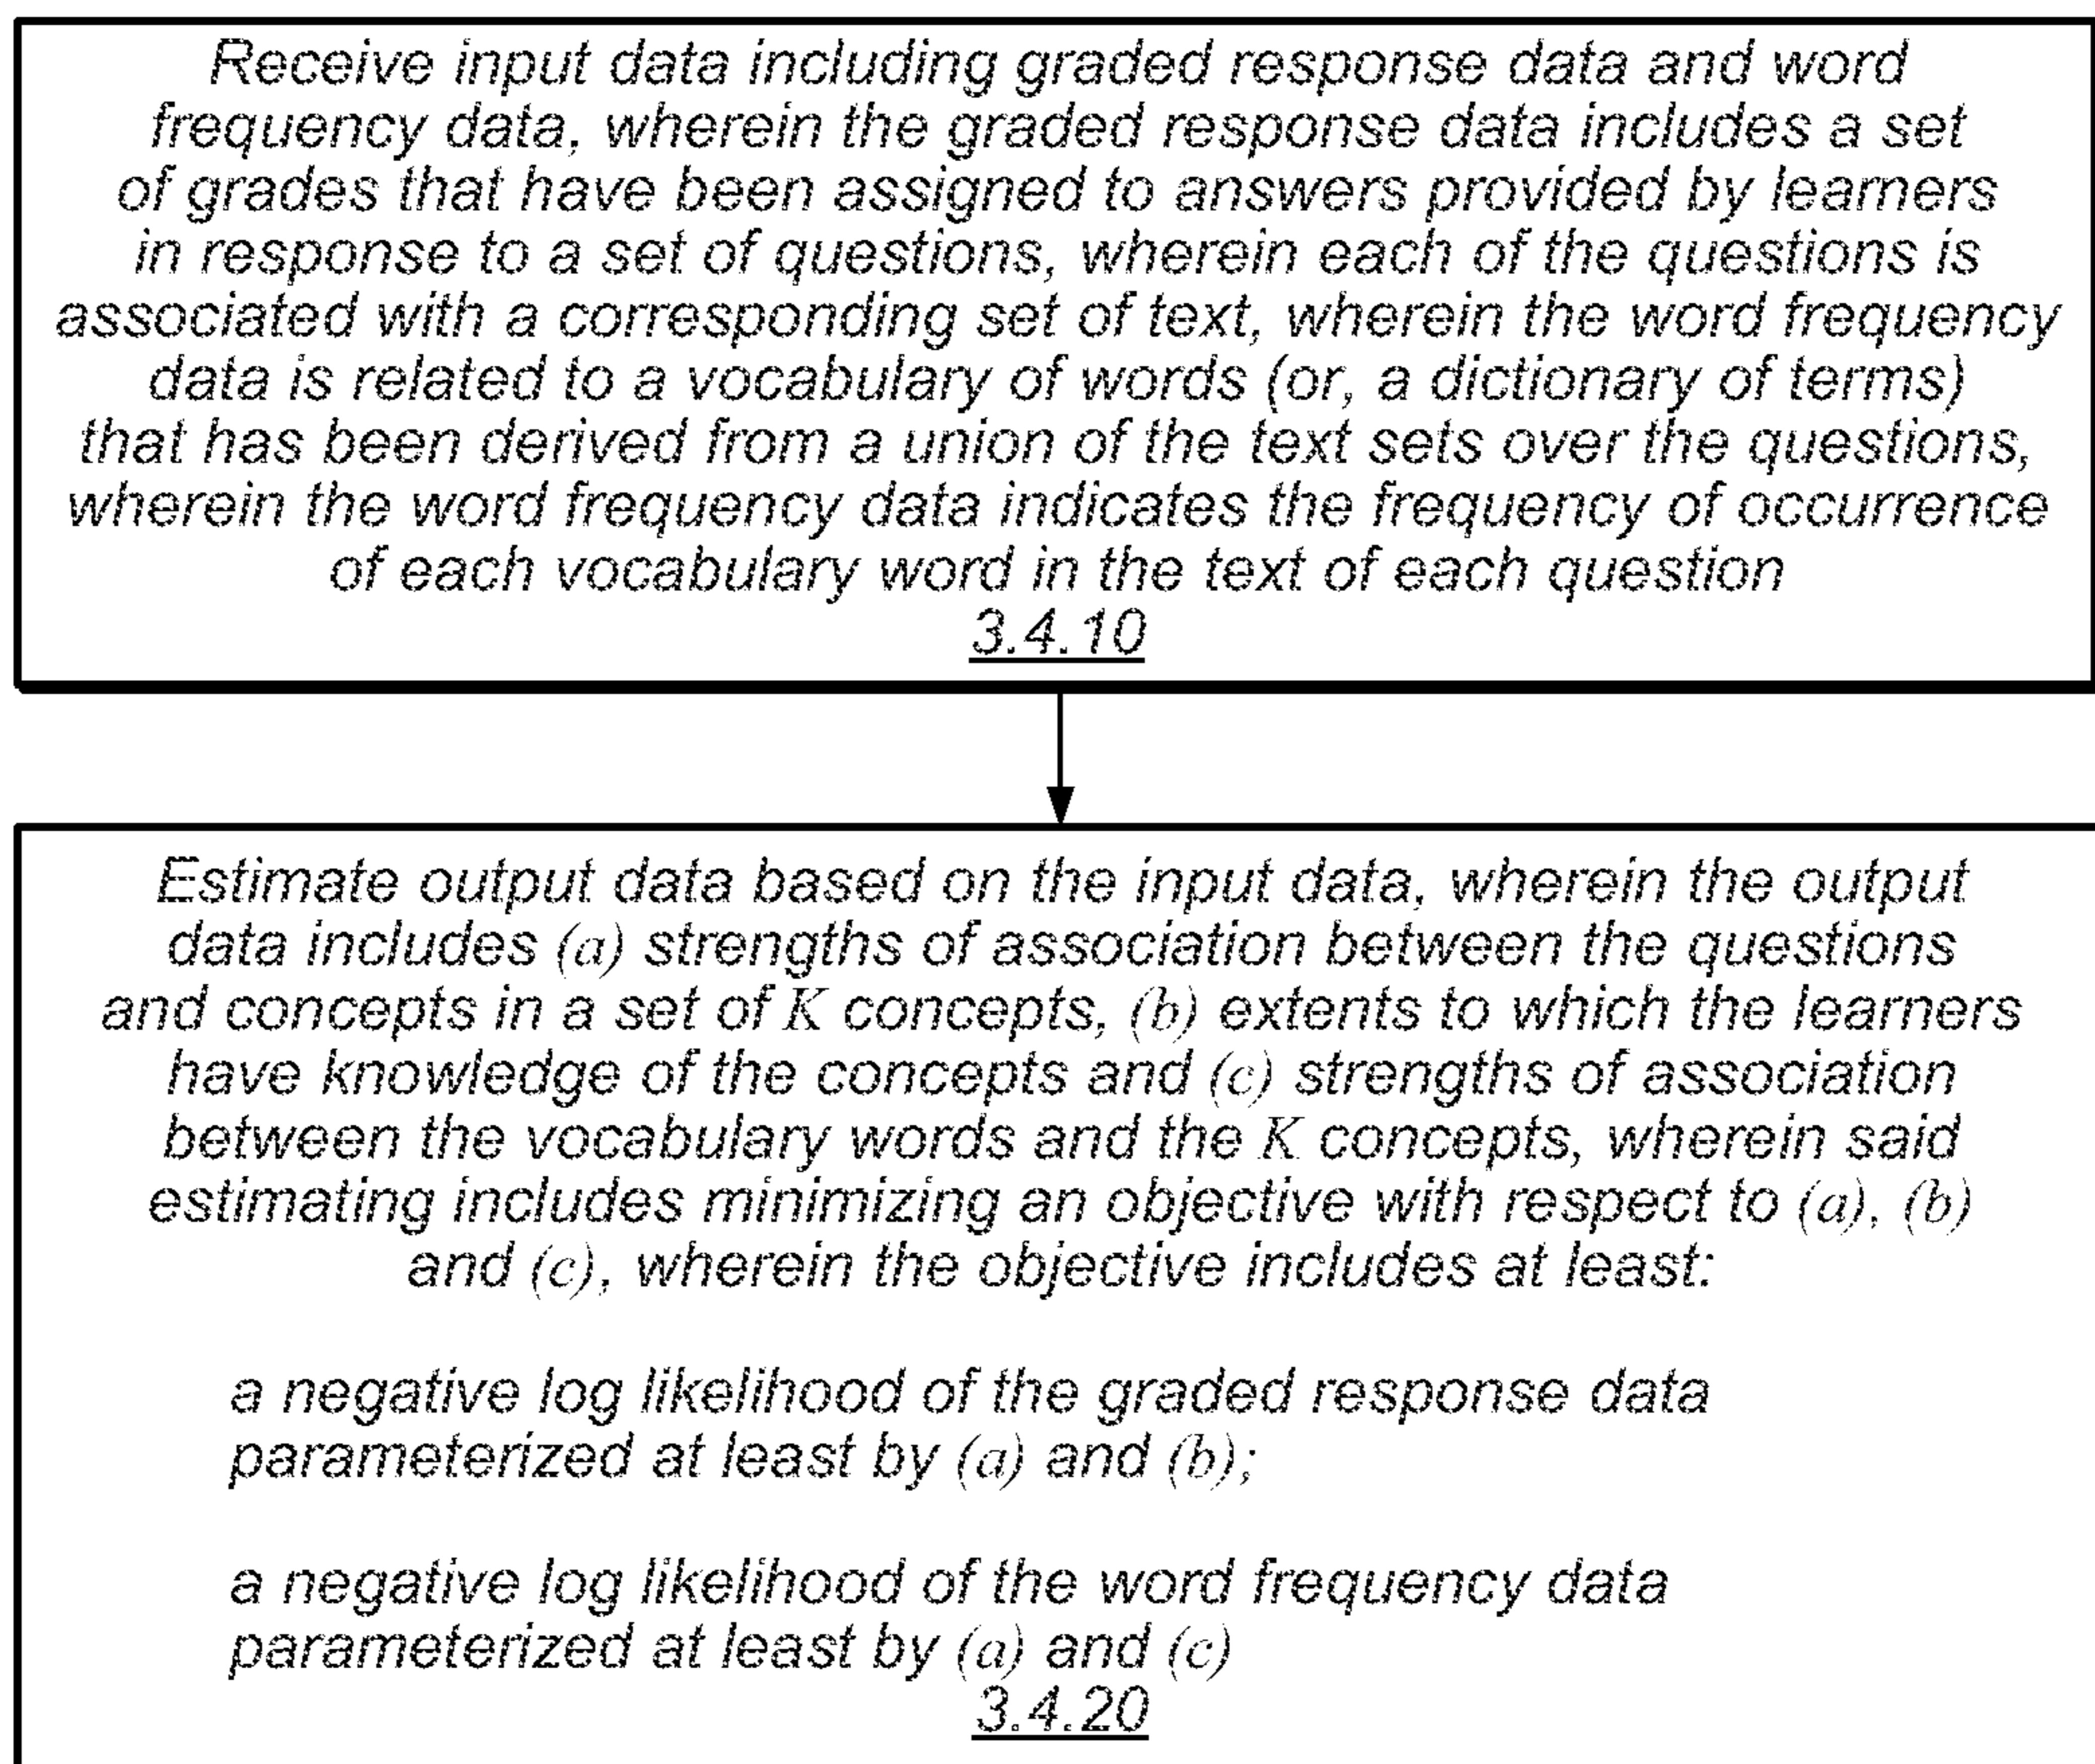 Receive input data including graded response data and word
frequency data, wherein the graded response data includes a set
of grades that have been assigned to answers provided by learners
in response to a set of questions, wherein each of the questions is
associated with a corresponding set of text, wherein the word frequency
data is related to a vocabulary of words (or, a dictionary of terms)
that has been derived from a union of the text sets over the questions,
wherein the word frequency data indicates the frequency of occurrence
of each vocabulary word in the text of each question
3.4.10
Estimate output data based on the input data, wherein the output
data includes (a) strengths of association between the questions
and concepts in a set of K concepts, (b) extents to which the learners
have knowledge of the concepts and (c) strengths of association
between the vocabulary words and the K concepts, wherein said
estimating includes minimizing an objective with respect to (a), (b)
and (c), wherein the objective includes at least:
a negative log likelihood of the graded response data
parameterized at least by (a) and (b);
a negative log likelihood of the word frequency data
parameterized at least by (a) and (c)
3.4.20